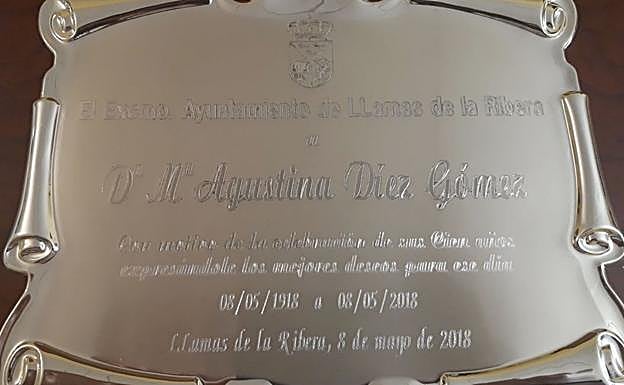 El Excmo. Ayuntamiento de LLamas de la Ribera
a
Dª Mª Agustina Díez Gómez
Con motivo de la celebración de sus Cien años
expresándole los mejores deseos para ese día
08/05/1918 a 08/05/2018
LLamas de la Ribera, 8 de mayo de 2018